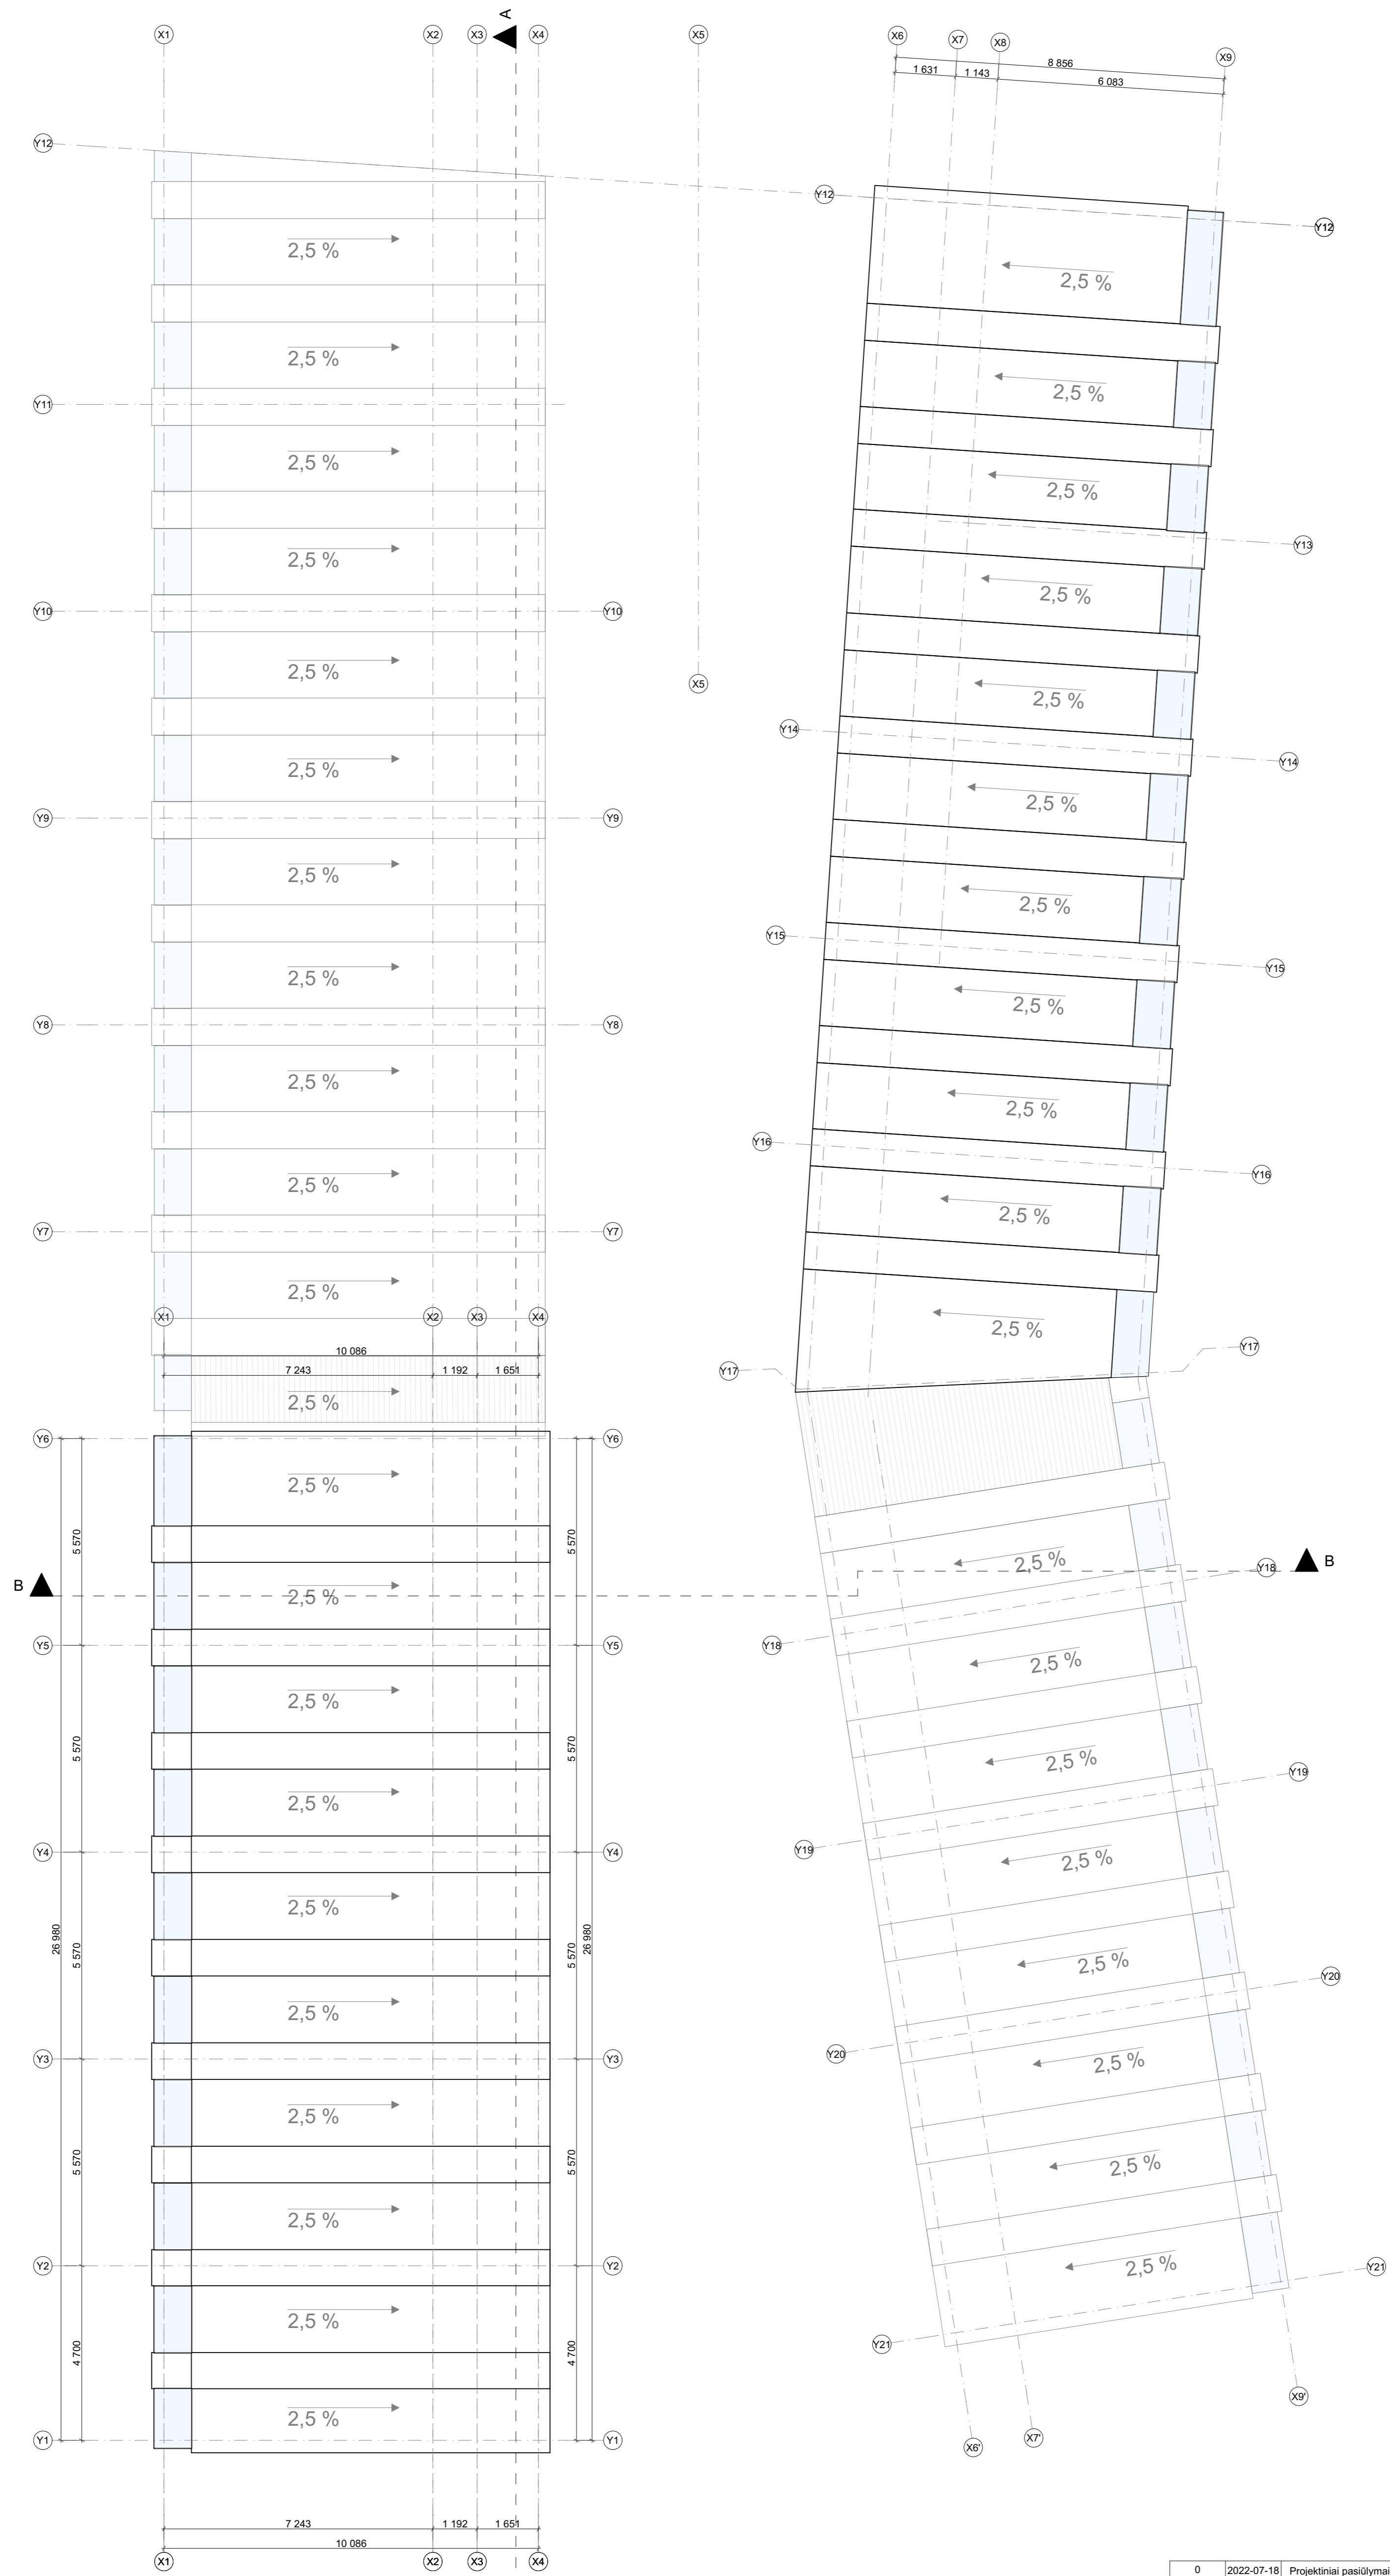 A
X1 X2 X3 X4 X5 X6 X7 X8 X9
8 856
1 631 1 143 6 083
Y12
Y12 Y12
2,5 %
2,5 %
2,5 %
2,5 %
Y11
2,5 %
2,5 %
2,5 %
Y13
2,5 %
Y10 Y10
2,5 %
2,5 %
X5
2,5 %
Y14 Y14
2,5 %
2,5 %
Y9 Y9
2,5 %
2,5 %
Y15 Y15
2,5 %
2,5 %
Y8 Y8
2,5 %
2,5 %
Y16 Y16
2,5 %
2,5 %
Y7 Y7
2,5 %
X1 X2 X3 X4
2,5 %
10 086
Y17 Y17
7 243 1 192 1 651
2,5 %
Y6 Y6
2,5 %
5 570 5 570
2,5 %
2,5 %
B B
Y18 Y18
Y5 Y5
2,5 %
2,5 %
5 570 5 570
2,5 %
Y19 Y19
2,5 %
Y4 Y4
2,5 %
2,5 %
26 980 5 570 5 570 26 980
2,5 %
Y20 Y20
2,5 %
Y3 Y3
2,5 %
2,5 %
5 570 5 570
2,5 %
2,5 %
Y2 Y2
2,5 %
Y21 Y21
2,5 %
4 700 4 700
2,5 %
X9'
Y1 Y1
X7'
X6'
7 243 1 192 1 651
10 086
X1 X2 X3 X4
0 2022-07-18 Projektiniai pasiūlymai